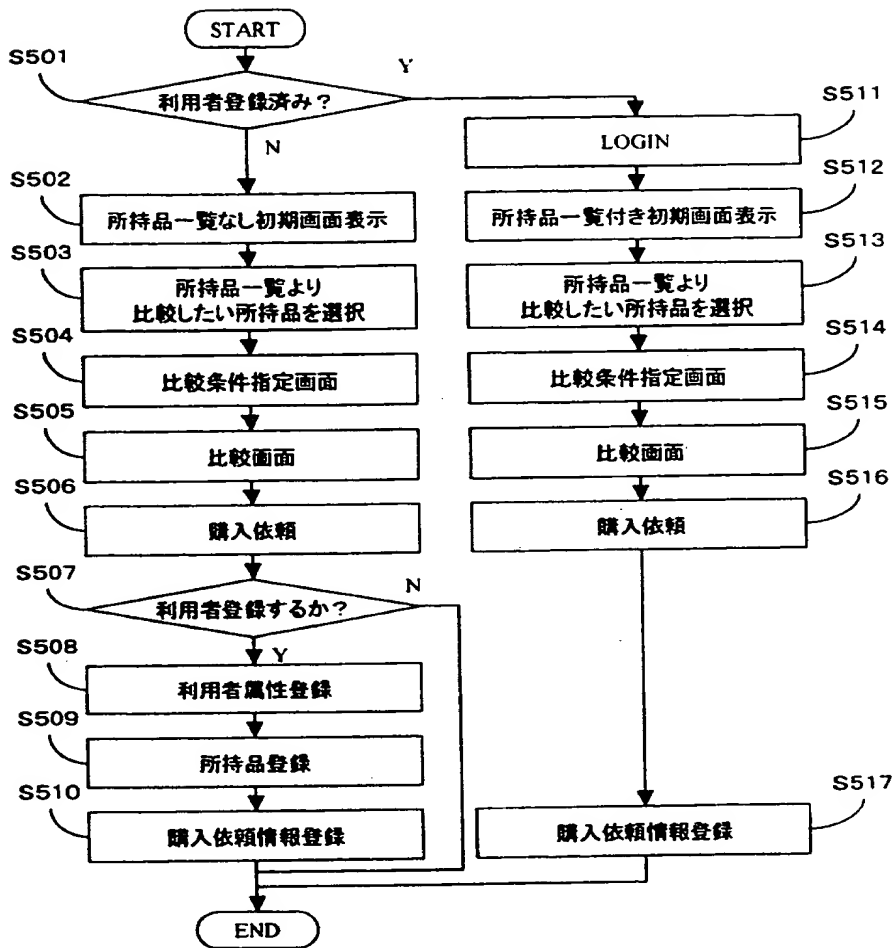 START
S501
利用者登録済み？
Y
N
S502
所持品一覧なし初期画面表示
S503
所持品一覧より
比較したい所持品を選択
S504
比較条件指定画面
S505
比較画面
S506
購入依頼
S507
利用者登録するか？
N
Y
S508
利用者属性登録
S509
所持品登録
S510
購入依頼情報登録
END
S511
LOGIN
S512
所持品一覧付き初期画面表示
S513
所持品一覧より
比較したい所持品を選択
S514
比較条件指定画面
S515
比較画面
S516
購入依頼
S517
購入依頼情報登録